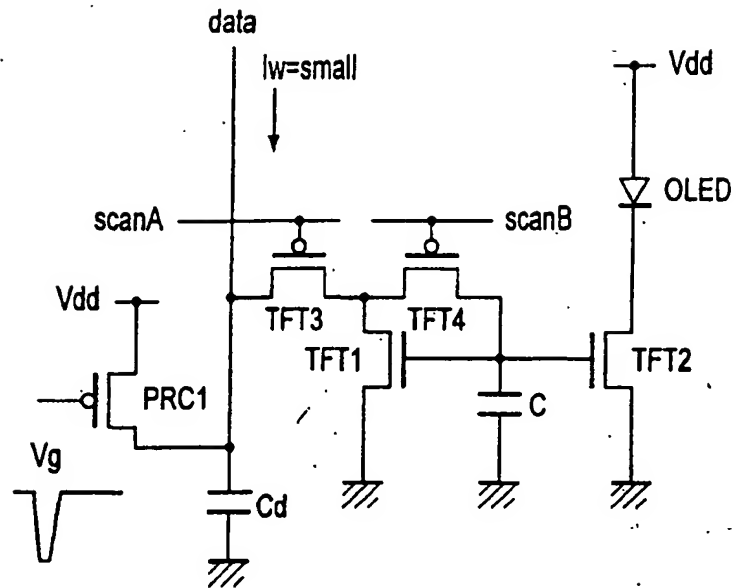 data
Iw=small
Vdd
OLED
scanA
scanB
Vdd
TFT3
TFT4
TFT1
TFT2
PRC1
C
Vg
Cd